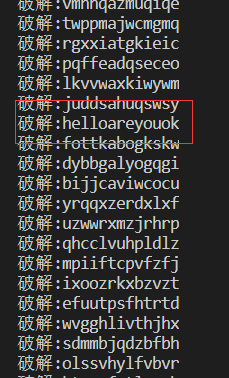 破解:vmhhqazmuqiqe
破解:twppmajwcmgmq
破解:rgxxiatgkieic
破解:pqffeadqseceo
破解:lkvvwaxkiwywm
破解:juddsahuqswsy
破解:helloareyouok
破解:fottkabogkskw
破解:dybbgalyogqgi
破解:bijjcaviwcocu
破解:yrqqxzerdxlxf
破解:uzwwrxmzjrhrp
破解:qhcclvuhpldlz
破解:mpiiftcpvfzfj
破解:ixoozrkxbzvzt
破解:efuutpsfhtrtd
破解:wvgghlivthjhx
破解:sdmmbjqdzbfbh
破解:olssvhylfvbvr